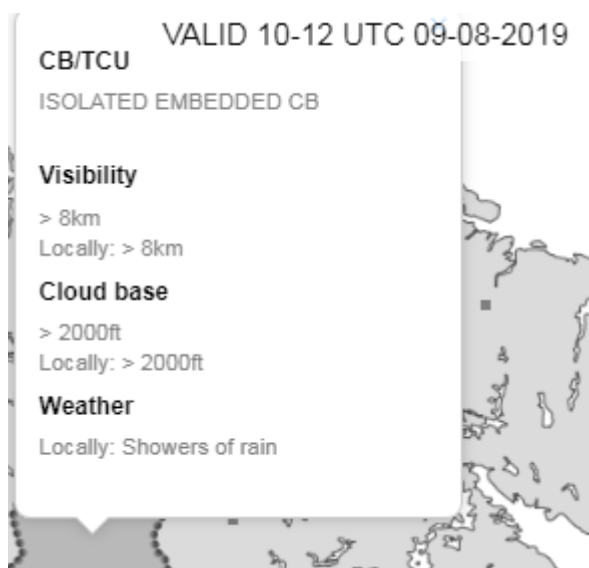 VALID 10-12 UTC 09-08-2019
CB/TCU
ISOLATED EMBEDDED CB
Visibility
> 8km
Locally: > 8km
Cloud base
> 2000ft
Locally: > 2000ft
Weather
Locally: Showers of rain